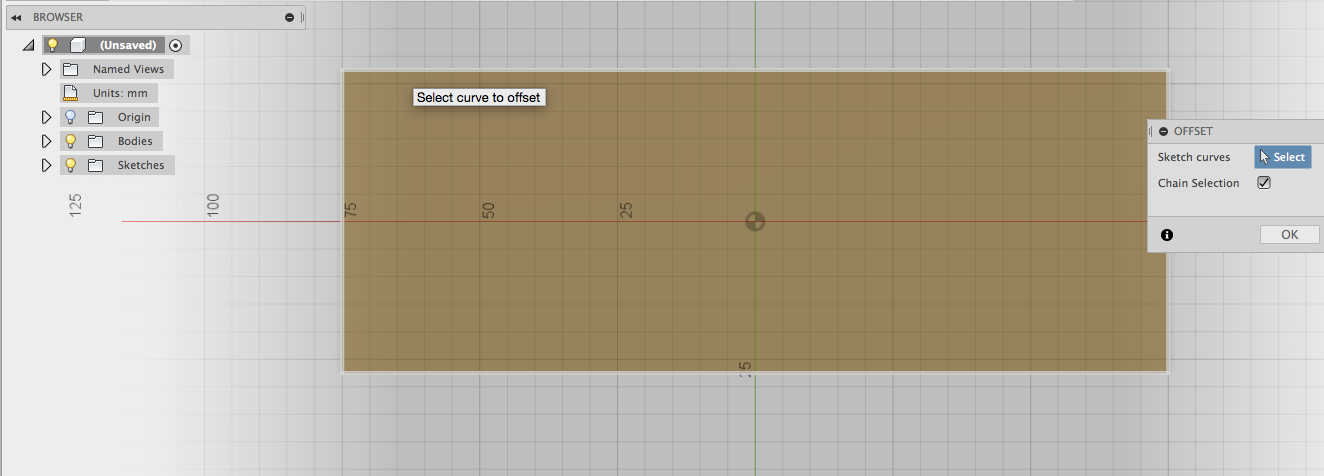 BROWSER
(Unsaved)
Named Views
Units: mm
Origin
Bodies
Sketches
Select curve to offset
OFFSET
Sketch curves
Select
Chain Selection
OK
125
100
75
50
25